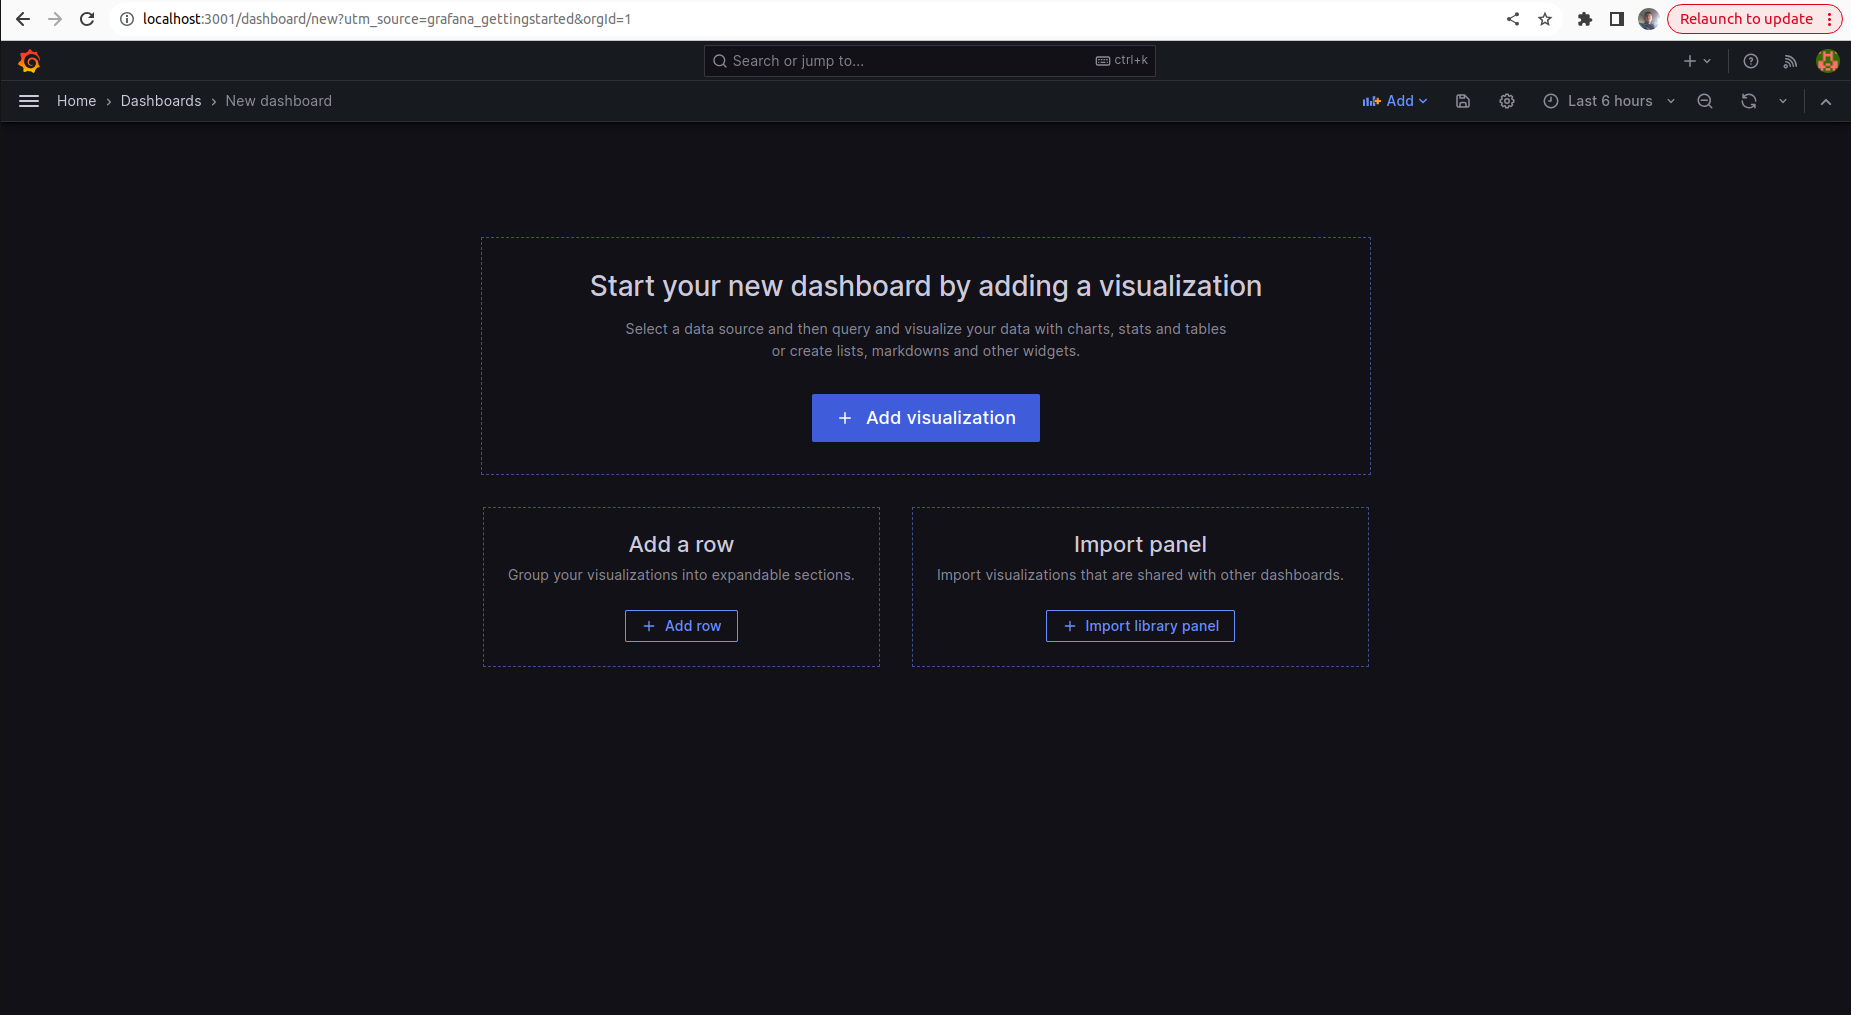 localhost:3001/dashboard/new?utm_source=grafana_gettingstarted&orgId=1
Relaunch to update
Search or jump to...
ctrl+k
Home › Dashboards › New dashboard
Add
Last 6 hours
Start your new dashboard by adding a visualization
Select a data source and then query and visualize your data with charts, stats and tables
or create lists, markdowns and other widgets.
+ Add visualization
Add a row
Group your visualizations into expandable sections.
+ Add row
Import panel
Import visualizations that are shared with other dashboards.
+ Import library panel